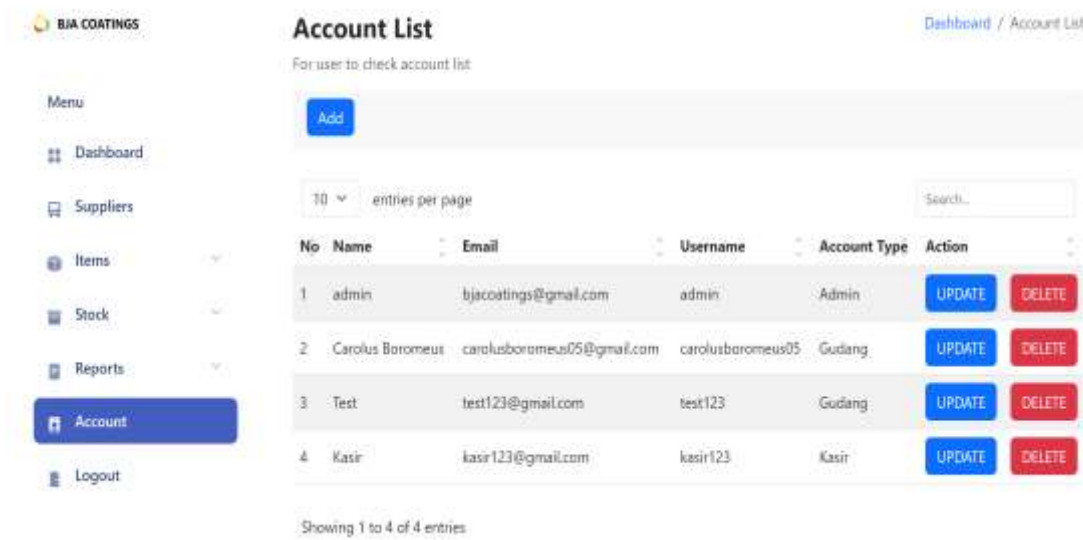 BJA COATINGS
Menu
Dashboard
Suppliers
Items
Stock
Reports
Account
Logout
Account List
Dashboard / Account List
For user to check account list
Add
10 entries per page
Search...
No Name Email Username Account Type Action
1 admin bjacoatings@gmail.com admin Admin UPDATE DELETE
2 Carolus Boromeus carolusboromeus05@gmail.com carolusboromeus05 Gudang UPDATE DELETE
3 Test test123@gmail.com test123 Gudang UPDATE DELETE
4 Kasir kasir123@gmail.com kasir123 Kasir UPDATE DELETE
Showing 1 to 4 of 4 entries